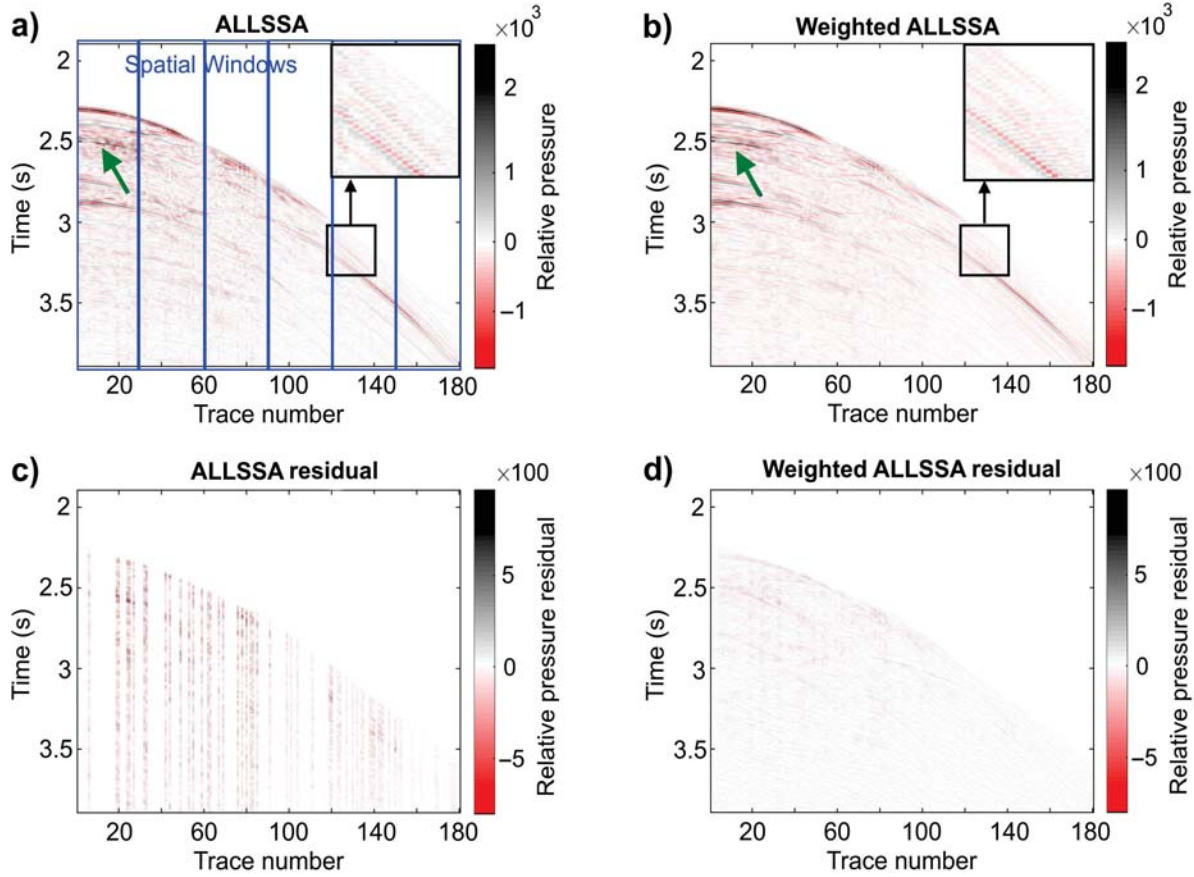 a)
ALLSSA
×10³
Spatial Windows
2
2.5
3
3.5
Time (s)
20
60
100
140
180
Trace number
2
1
0
−1
Relative pressure
b)
Weighted ALLSSA
×10³
2
2.5
3
3.5
Time (s)
20
60
100
140
180
Trace number
2
1
0
−1
Relative pressure
c)
ALLSSA residual
×100
2
2.5
3
3.5
Time (s)
20
60
100
140
180
Trace number
5
0
−5
Relative pressure residual
d)
Weighted ALLSSA residual
×100
2
2.5
3
3.5
Time (s)
20
60
100
140
180
Trace number
5
0
−5
Relative pressure residual